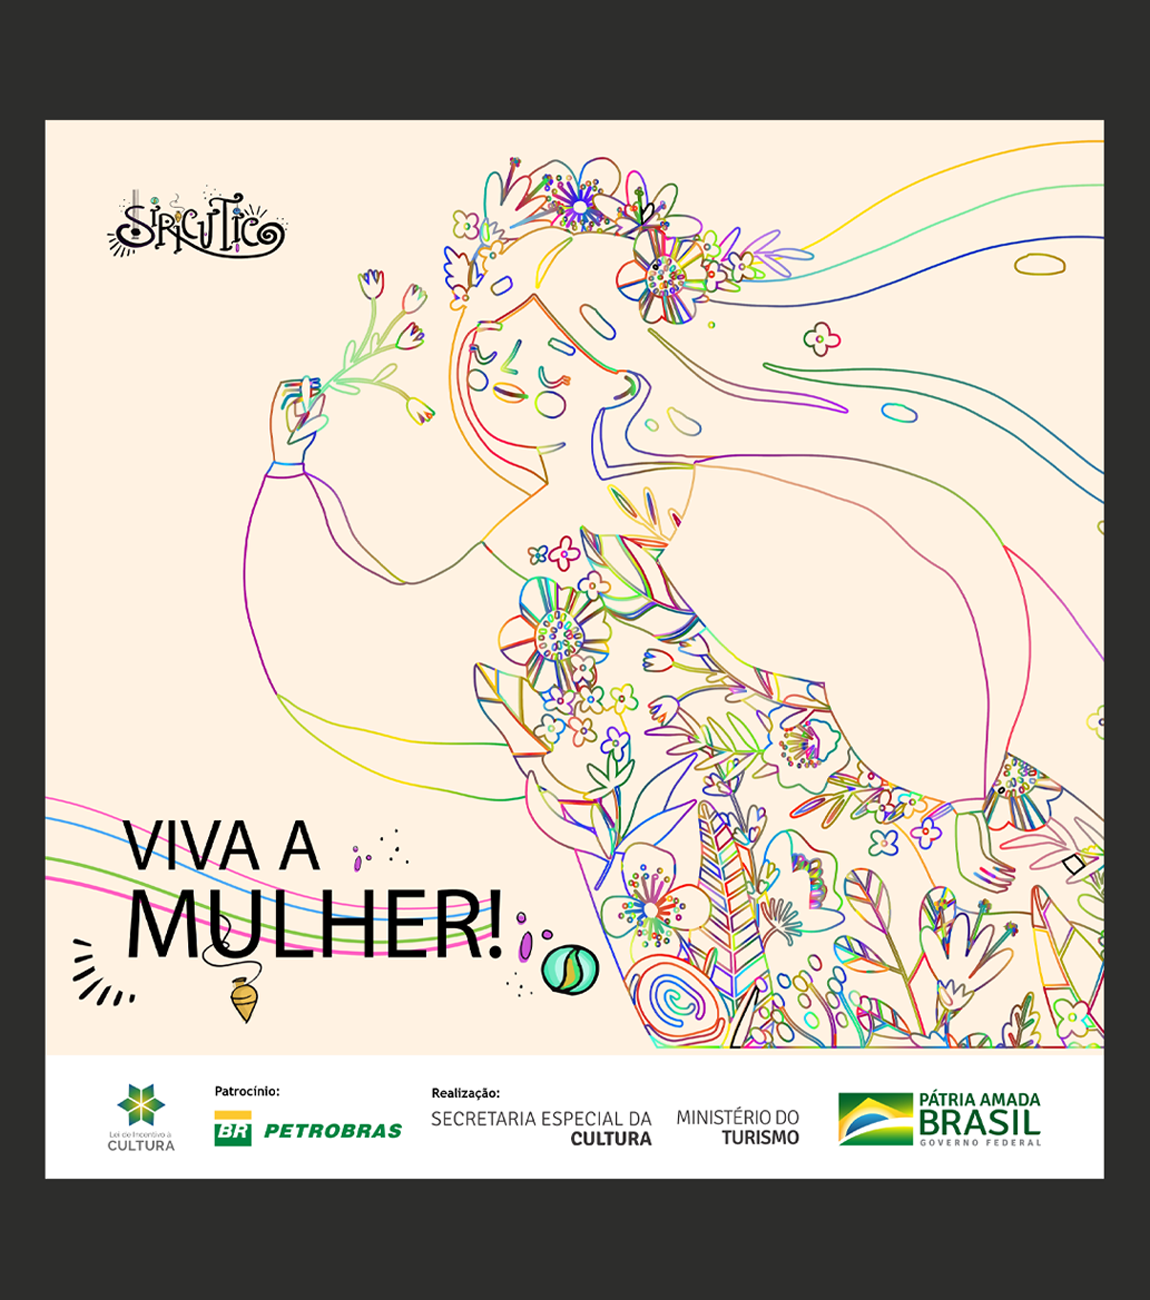 SIRICUTICO
VIVA A
MULHER!
Lei de Incentivo à
CULTURA
Patrocínio:
BR PETROBRAS
Realização:
SECRETARIA ESPECIAL DA
CULTURA
MINISTÉRIO DO
TURISMO
PÁTRIA AMADA
BRASIL
GOVERNO FEDERAL